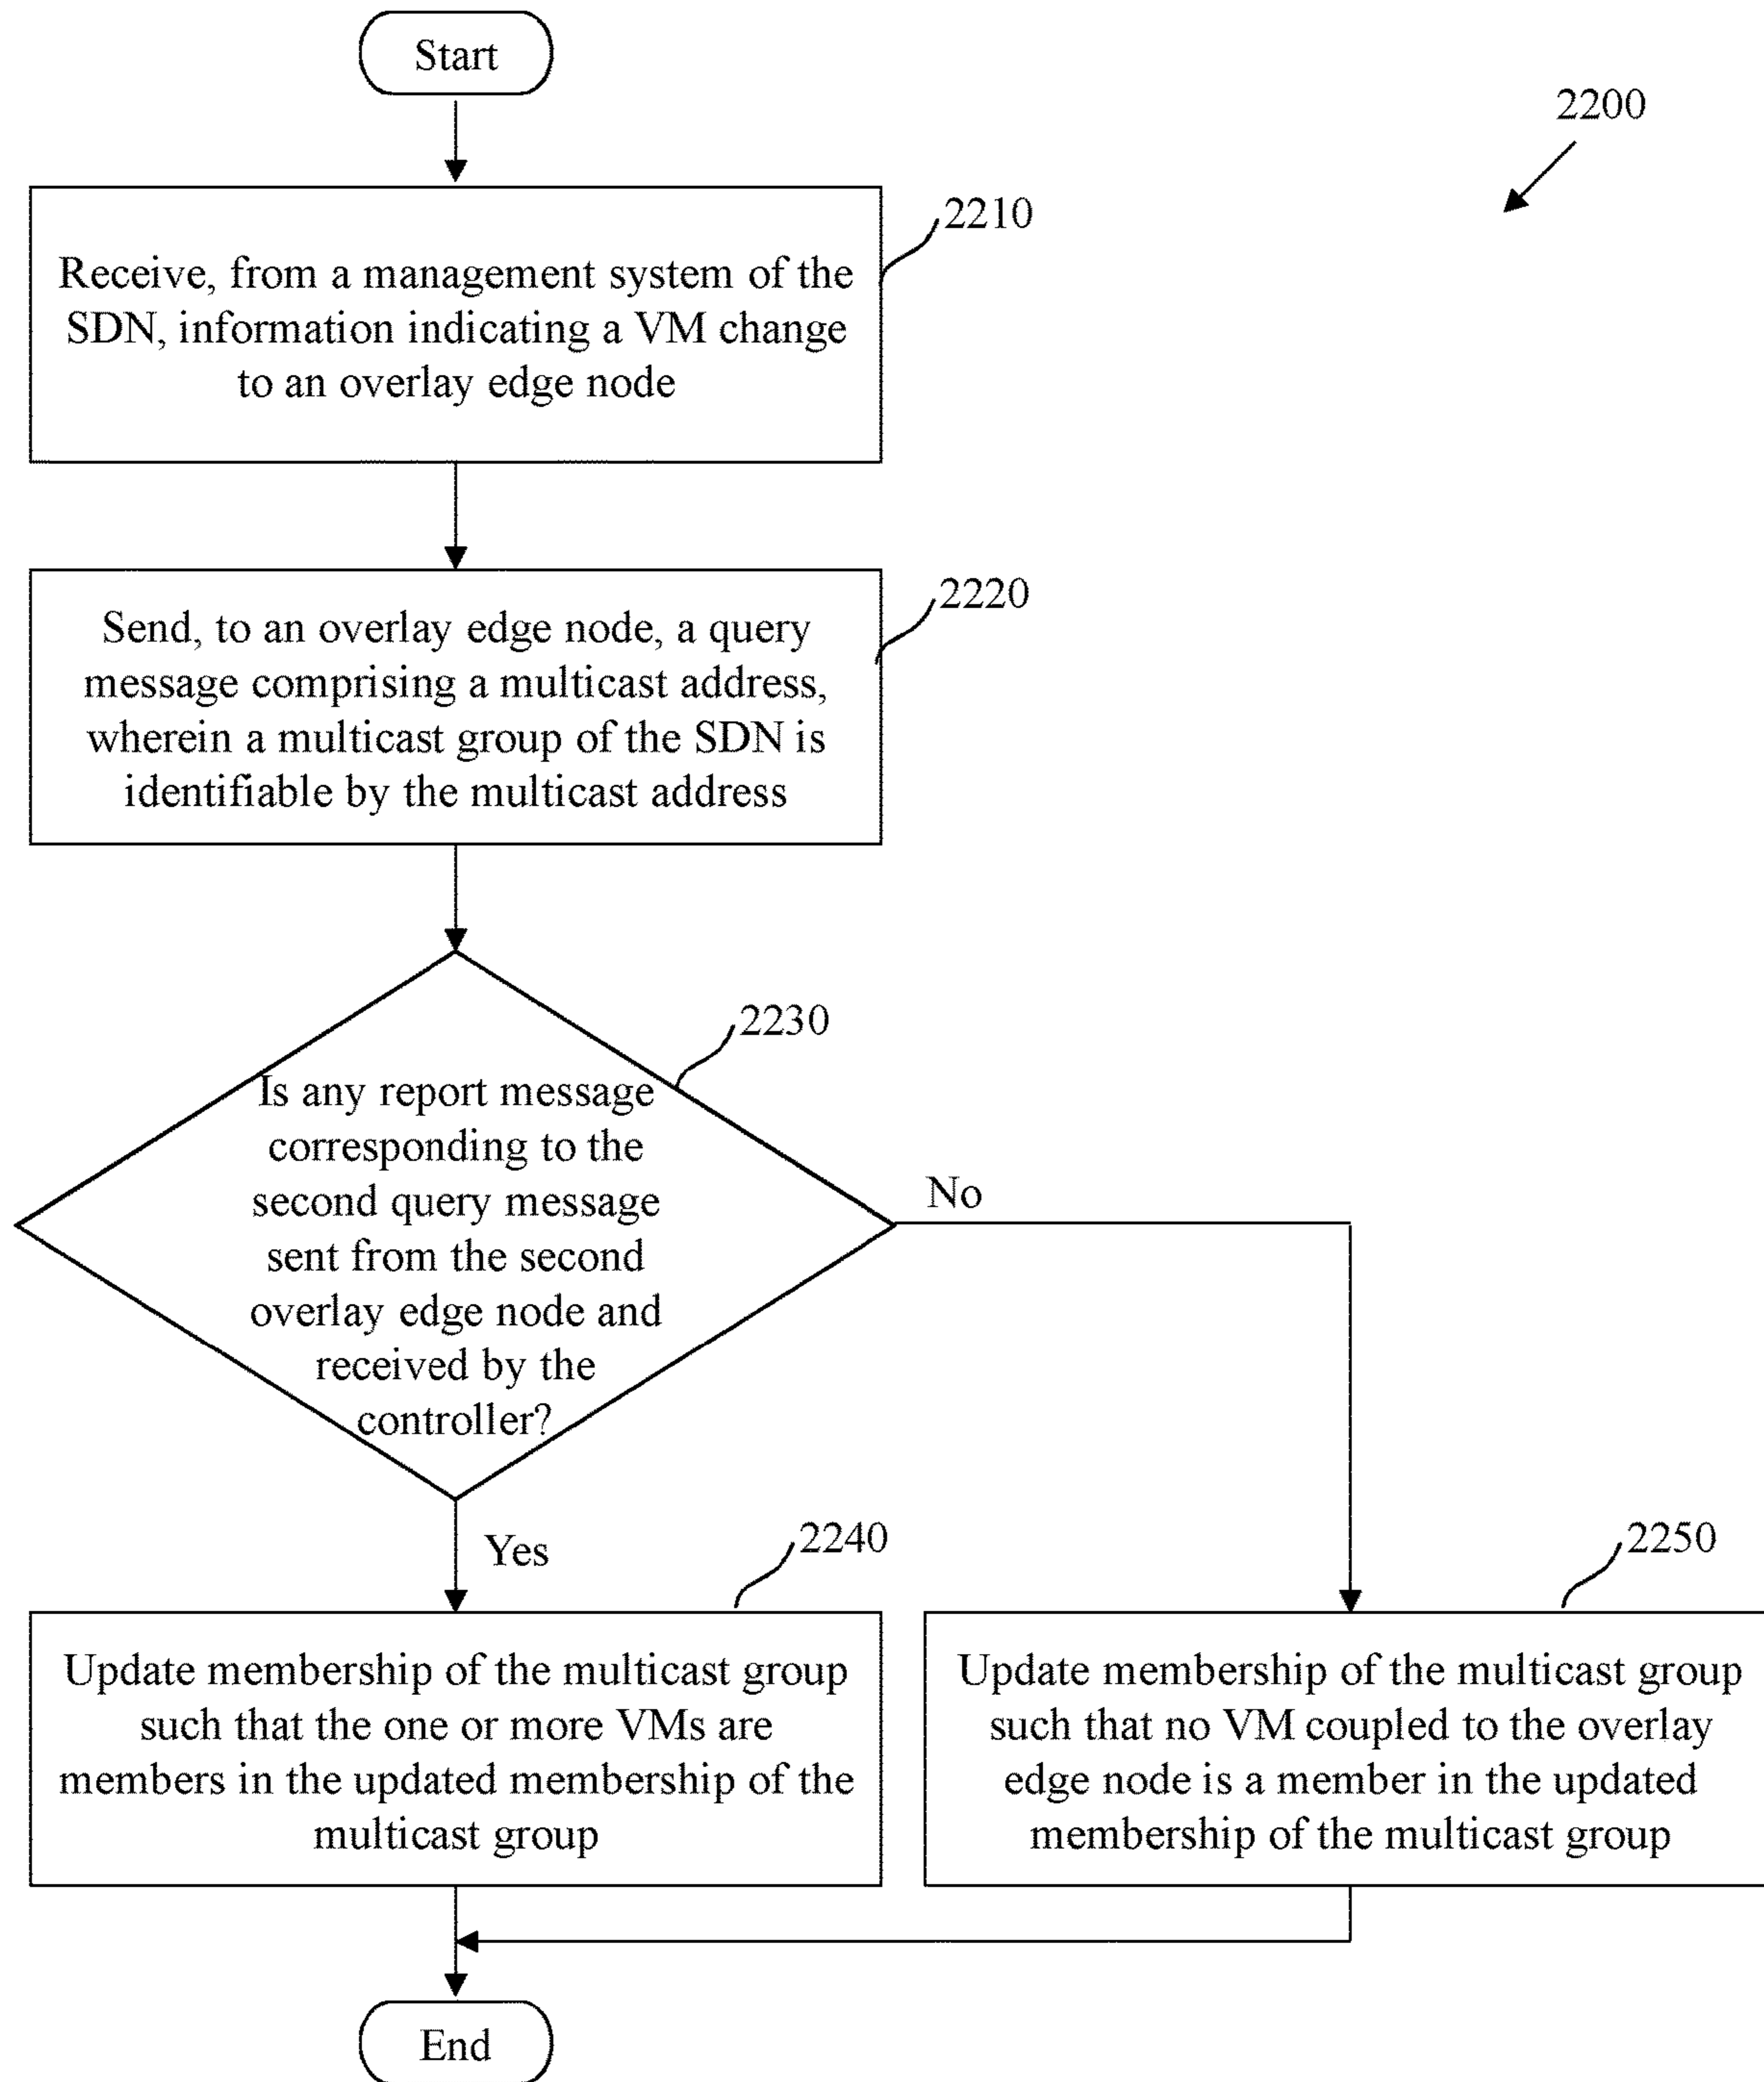 Start
2200
2210
Receive, from a management system of the
SDN, information indicating a VM change
to an overlay edge node
2220
Send, to an overlay edge node, a query
message comprising a multicast address,
wherein a multicast group of the SDN is
identifiable by the multicast address
2230
Is any report message
corresponding to the
second query message
sent from the second
overlay edge node and
received by the
controller?
No
Yes
2240
2250
Update membership of the multicast group
such that the one or more VMs are
members in the updated membership of the
multicast group
Update membership of the multicast group
such that no VM coupled to the overlay
edge node is a member in the updated
membership of the multicast group
End